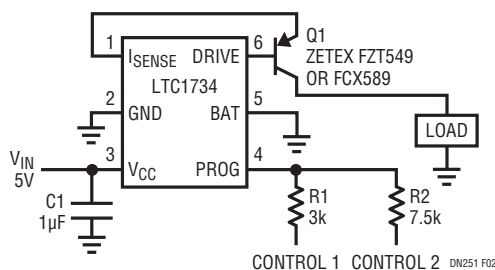 Q1
ZETEX FZT549
OR FCX589
1
ISENSE
DRIVE
6
LTC1734
2
GND
BAT
5
LOAD
VIN
5V
3
VCC
PROG
4
C1
1µF
R1
3k
R2
7.5k
CONTROL 1
CONTROL 2
DN251 F02